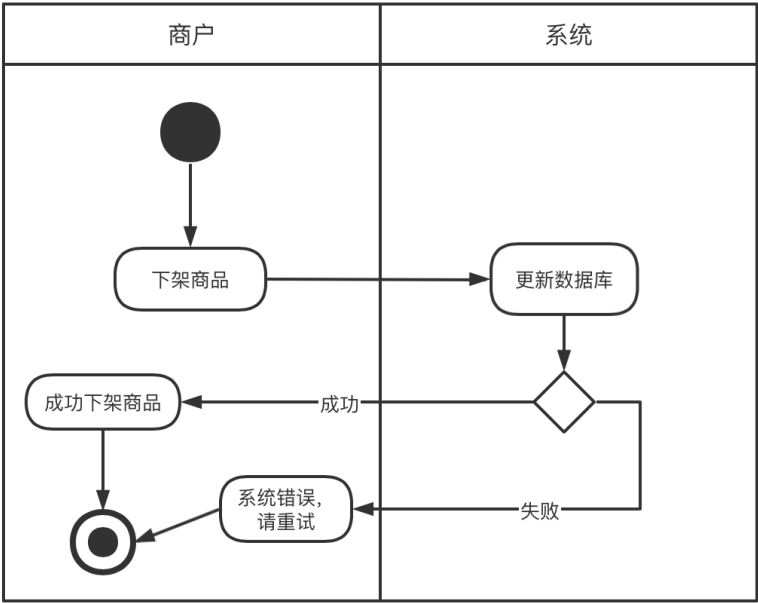 商户
系统
下架商品
更新数据库
成功下架商品
成功
系统错误，
请重试
失败